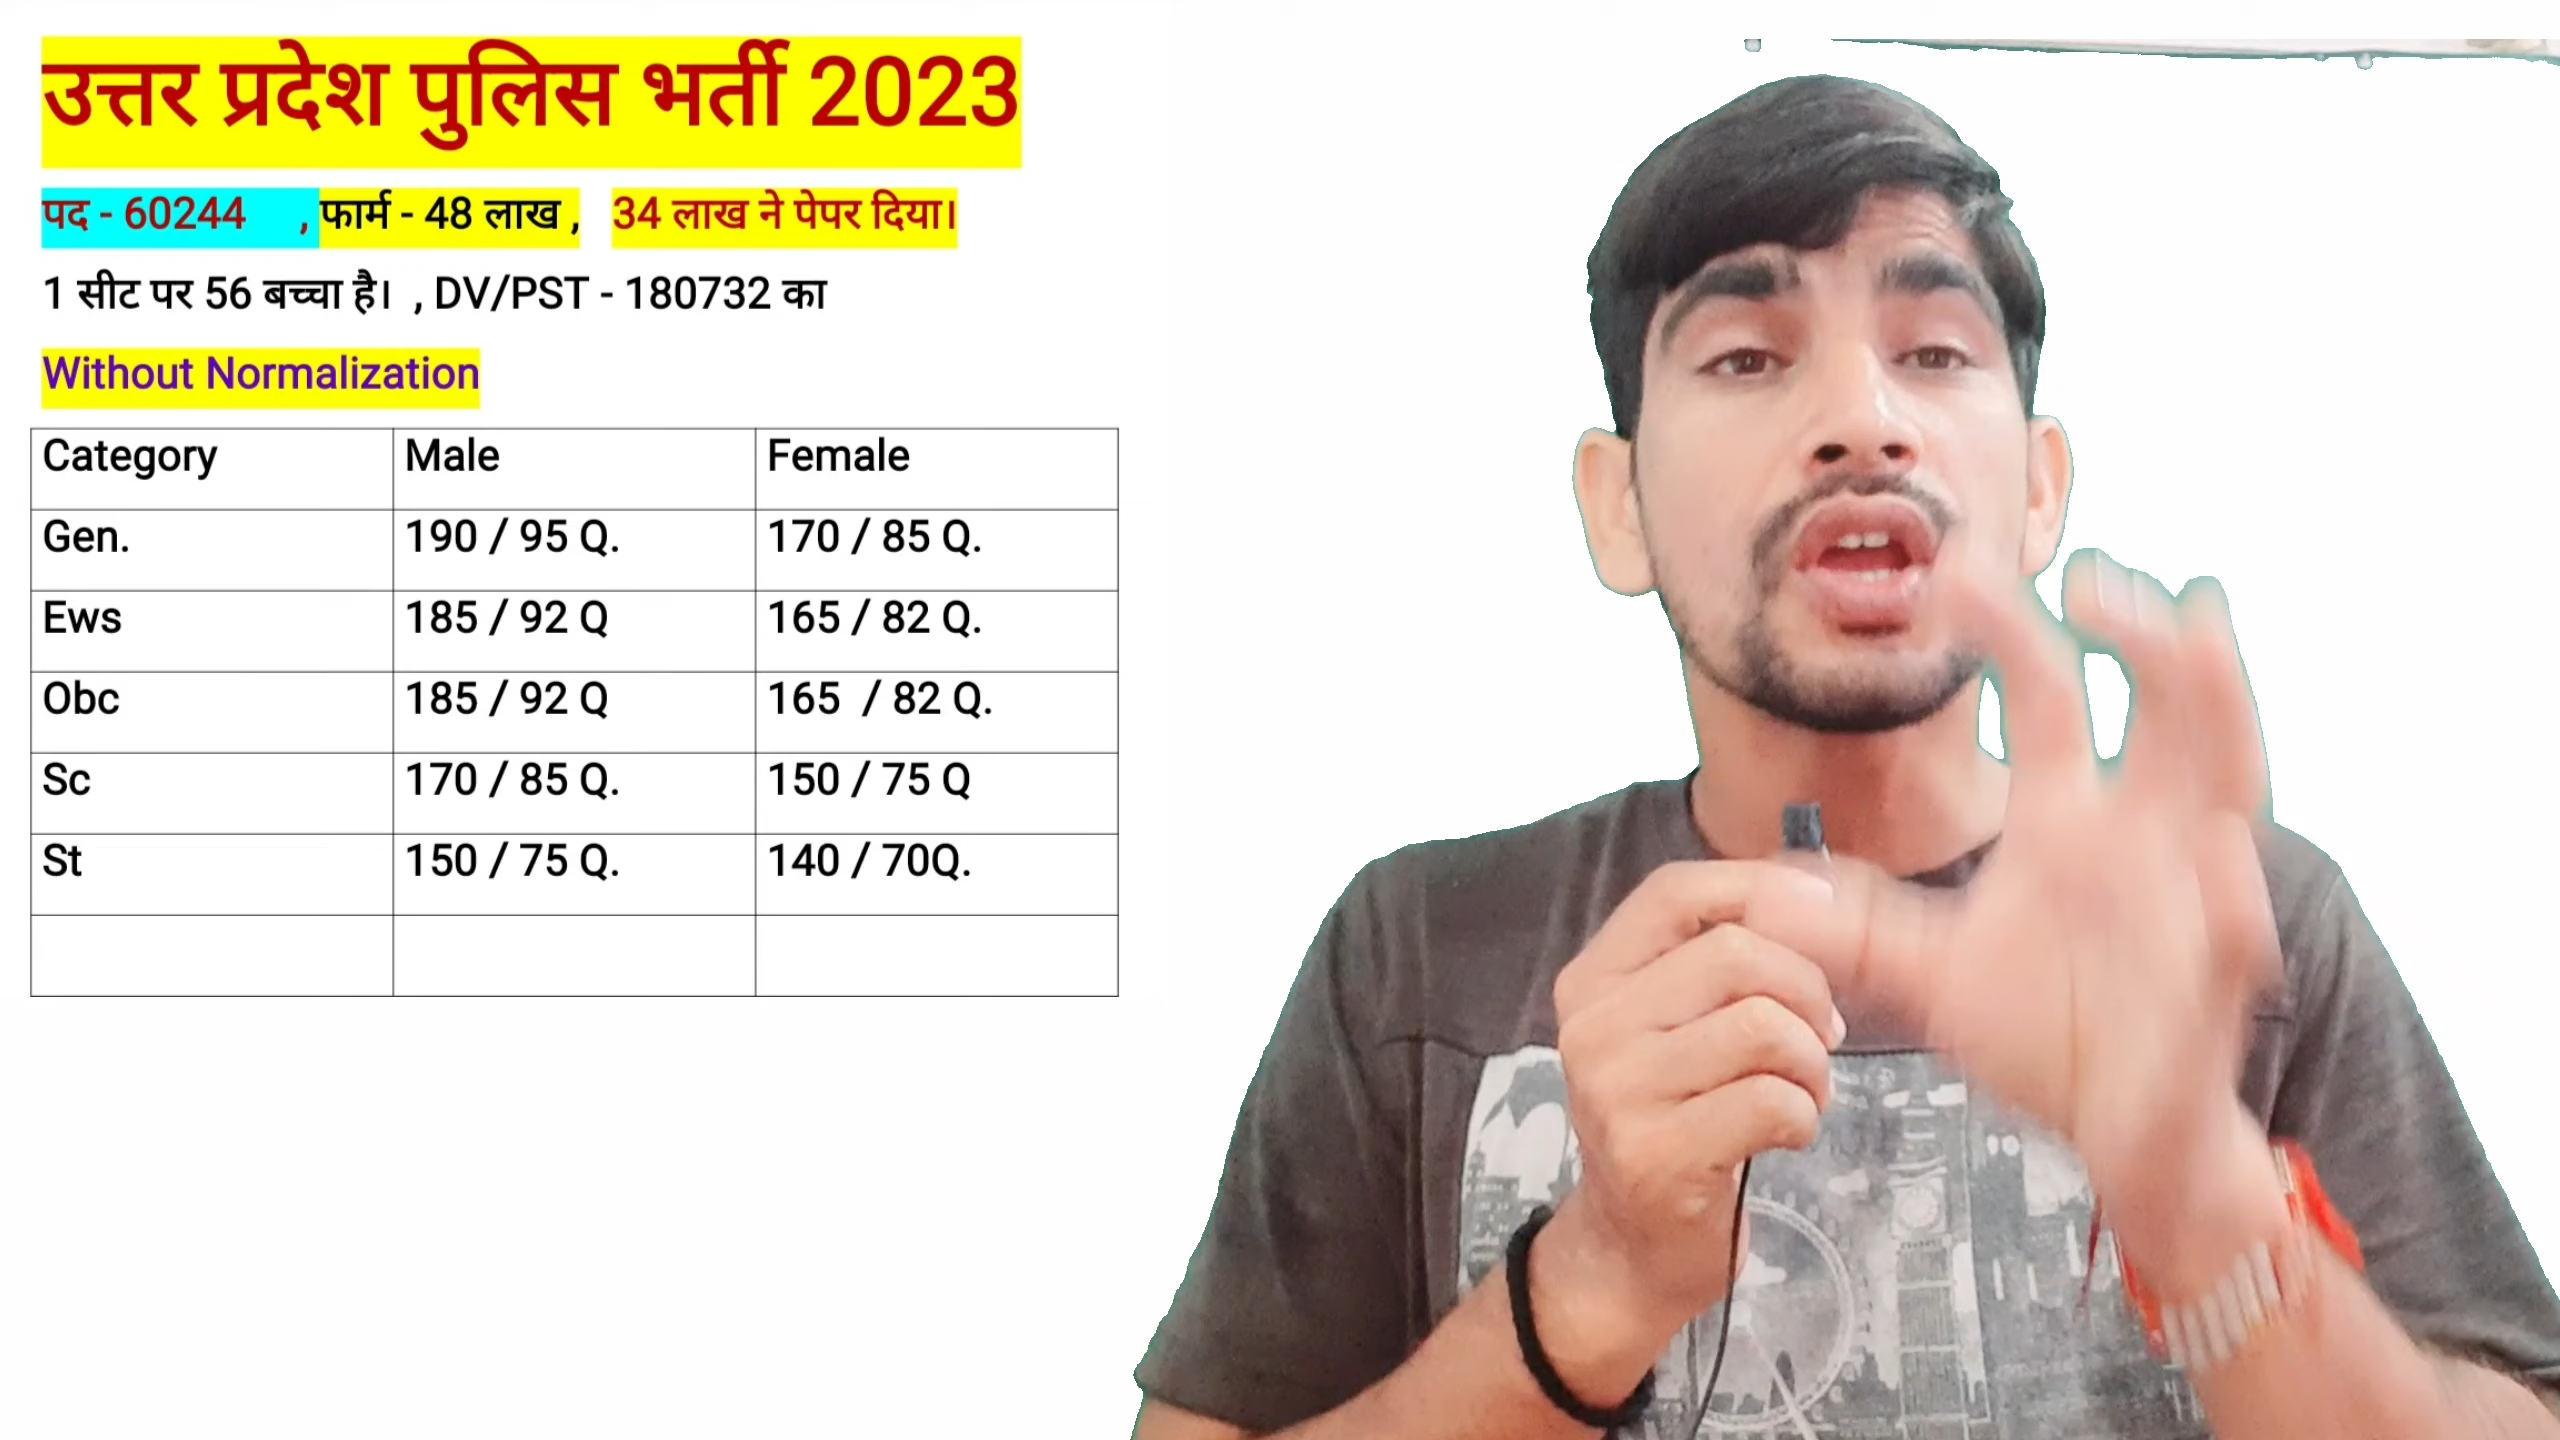 उत्तर प्रदेश पुलिस भर्ती 2023
पद - 60244 , फार्म - 48 लाख , 34 लाख ने पेपर दिया।
1 सीट पर 56 बच्चा है। , DV/PST - 180732 का
Without Normalization
Category Male Female
Gen. 190 / 95 Q. 170 / 85 Q.
Ews 185 / 92 Q 165 / 82 Q.
Obc 185 / 92 Q 165 / 82 Q.
Sc 170 / 85 Q. 150 / 75 Q
St 150 / 75 Q. 140 / 70Q.